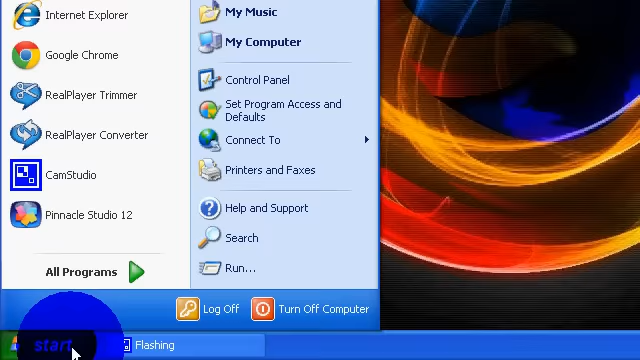 Internet Explorer
Google Chrome
RealPlayer Trimmer
RealPlayer Converter
CamStudio
Pinnacle Studio 12
All Programs
My Music
My Computer
Control Panel
Set Program Access and
Defaults
Connect To
Printers and Faxes
Help and Support
Search
Run...
Log Off
Turn Off Computer
start
Flashing